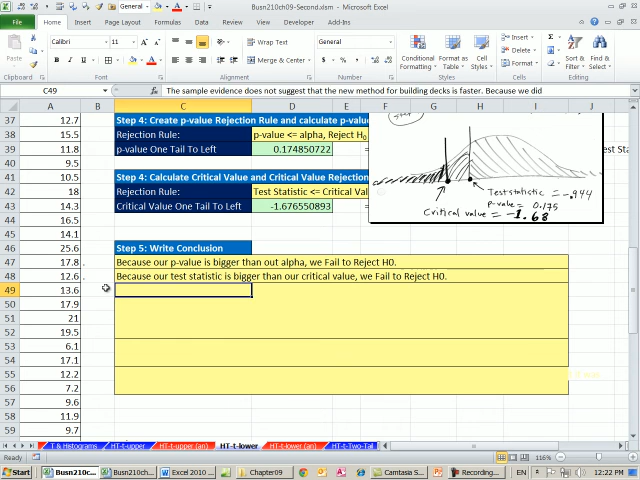 Busn210ch09-Second.xlsm - Microsoft Excel
File Home Insert Page Layout Formulas Data Review View Developer Add-Ins
Calibri 11 General Wrap Text Insert
Paste Merge & Center Conditional Formatting Format as Table Cell Styles Delete Format Sort & Filter Find & Select
Clipboard Font Alignment Number Styles Cells Editing
C49 The sample evidence does not suggest that the new method for building decks is faster. Because we did
A B C D E F G H I J
37 12.7 Step 4: Create p-value Rejection Rule and calculate p-value
38 15.5 Rejection Rule: p-value <= alpha, Reject H0
39 11.8 p-value One Tail To Left 0.174850722 =
40 9.5
41 10.5 Step 4: Calculate Critical Value and Critical Value Rejection
42 18 Rejection Rule: Test Statistic <= Critical Val
43 14.3 Critical Value One Tail To Left -1.676550893 =
Test statistic = -.944
p-value = 0.175
Critical value = -1.68
44 16.5
45 14.1
46 25.6 Step 5: Write Conclusion
47 17.8 . Because our p-value is bigger than out alpha, we Fail to Reject H0.
48 12.6 . Because our test statistic is bigger than our critical value, we Fail to Reject H0.
49 13.6
50 17.9
51 21
52 19.5
53 6.1
54 17.1
55 12.2
56 7.2
57 9.6
58 11.9
59 9.7
T & Histograms HT-t-upper HT-t-upper (an) HT-t-lower HT-t-lower (an) HT-t-Two-Tail
Ready 116%
Start Busn210c... Busn210ch... Excel 2010 ... Chapter09 Camtasia S... Recording... EN 12:22 PM